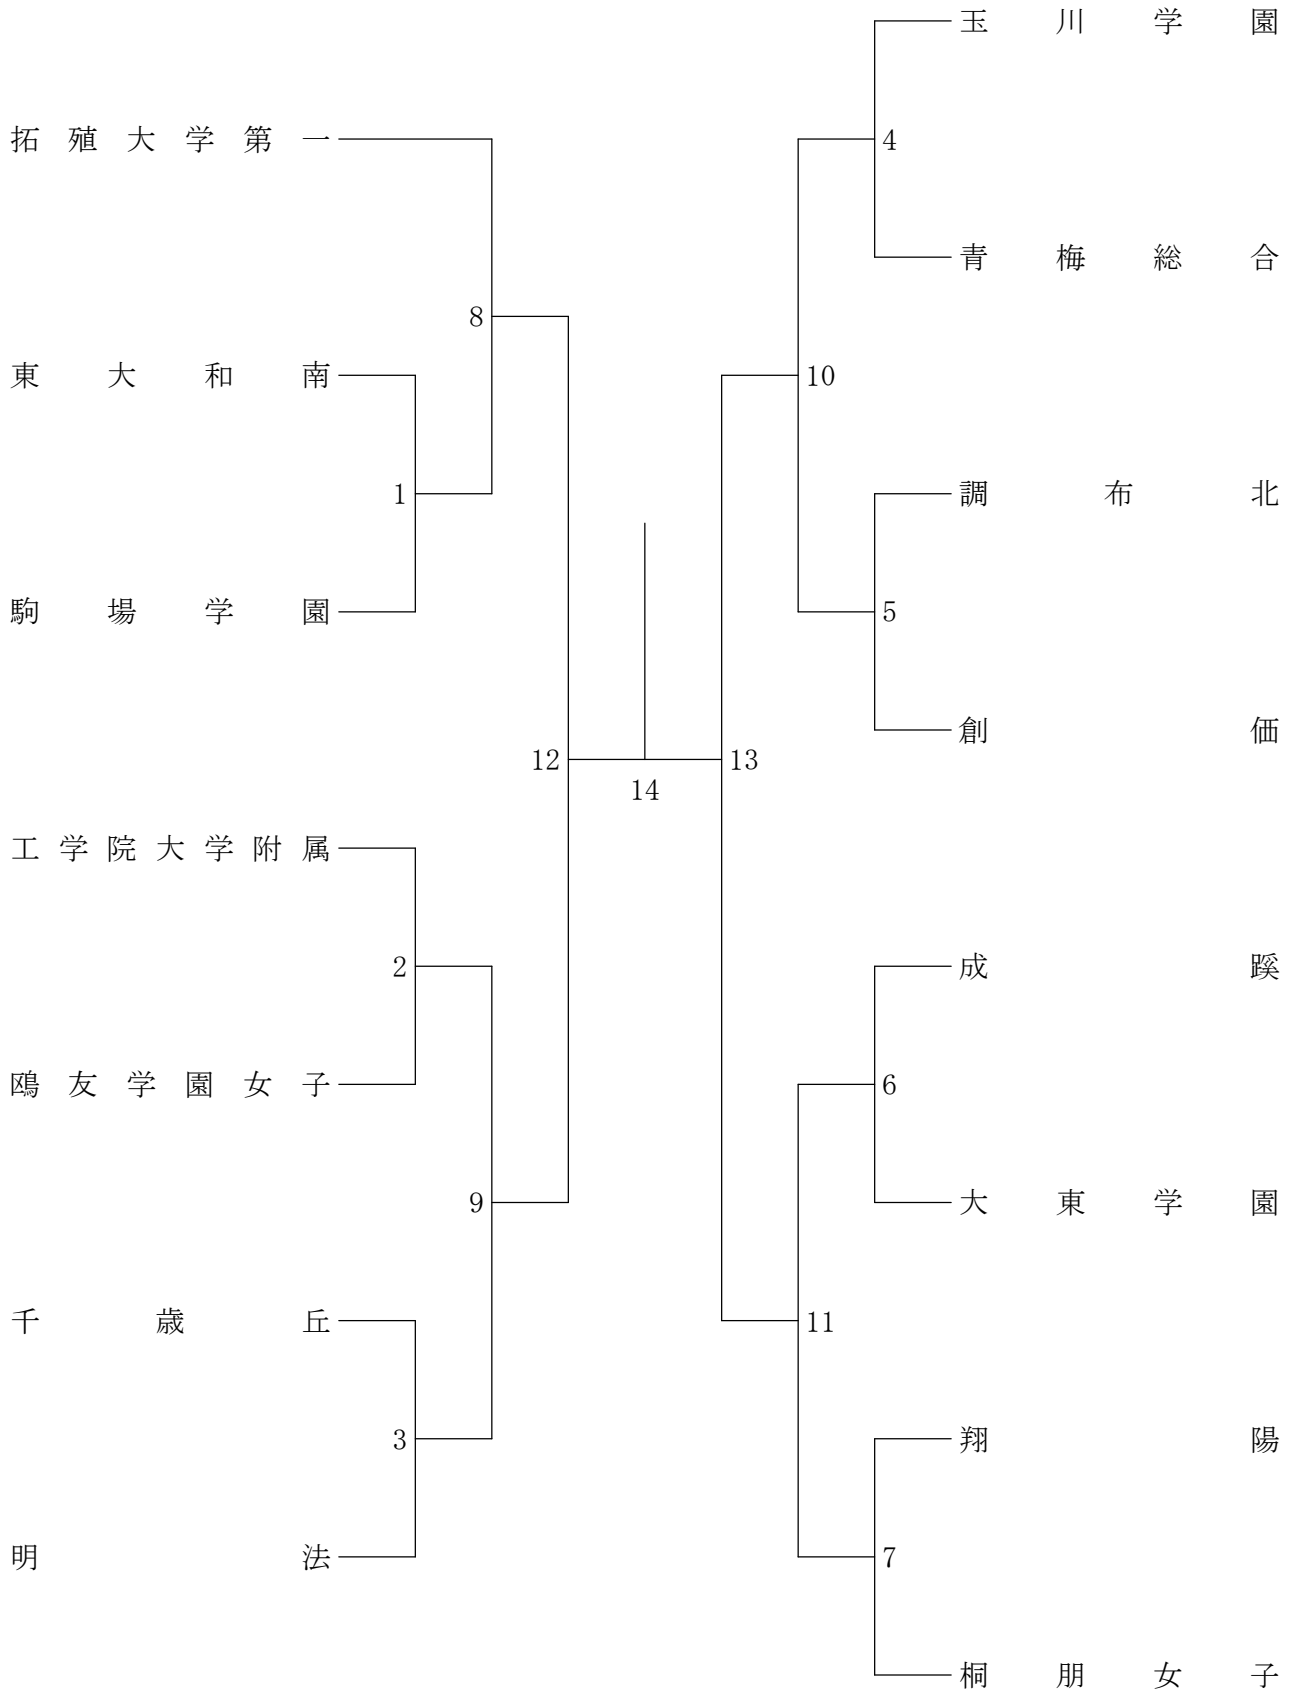 拓殖大学第一
8
東大和南
1
駒場学園
12
工学院大学附属
2
鴎友学園女子
9
千歳丘
3
明法
14
玉川学園
4
青梅総合
10
調布北
5
創価
13
成蹊
6
大東学園
11
翔陽
7
桐朋女子